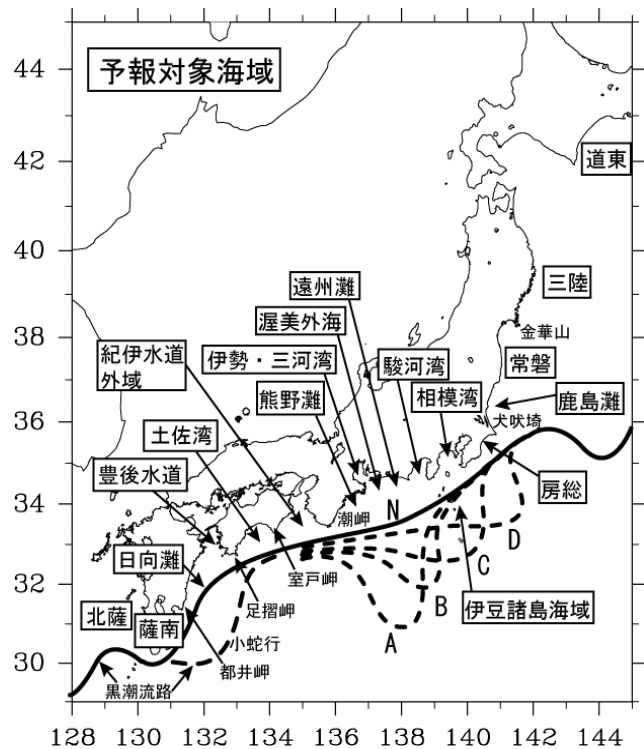 44
42
40
38
36
34
32
30
予報対象海域
道東
三陸
金華山
常磐
鹿島灘
犬吠埼
房総
遠州灘
渥美外海
伊勢・三河湾
駿河湾
相模湾
紀伊水道
外域
熊野灘
土佐湾
豊後水道
潮岬
N
日向灘
室戸岬
D
C
B
A
伊豆諸島海域
北薩
薩南
足摺岬
小蛇行
都井岬
黒潮流路
128 130 132 134 136 138 140 142 144